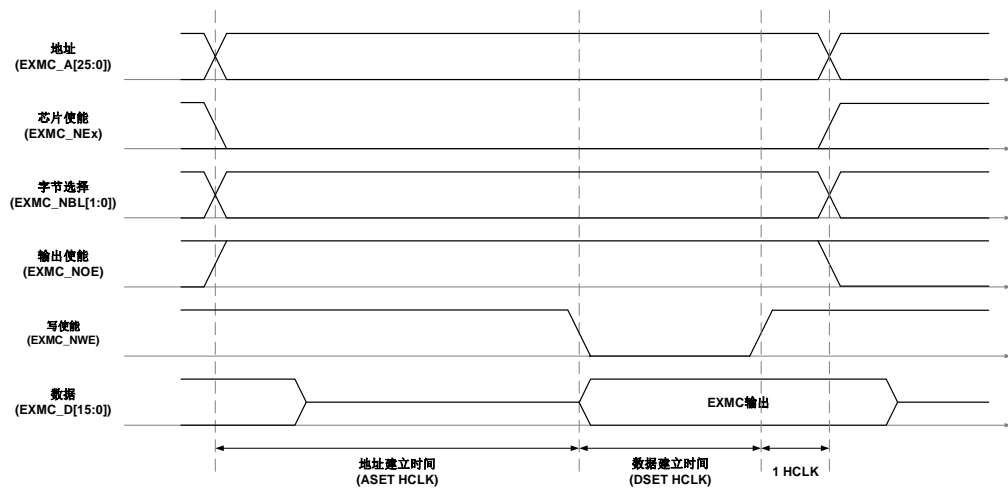 地址
(EXMC_A[25:0])
芯片使能
(EXMC_NEx)
字节选择
(EXMC_NBL[1:0])
输出使能
(EXMC_NOE)
写使能
(EXMC_NWE)
数据
(EXMC_D[15:0])
EXMC输出
地址建立时间
(ASET HCLK)
数据建立时间
(DSET HCLK)
1 HCLK